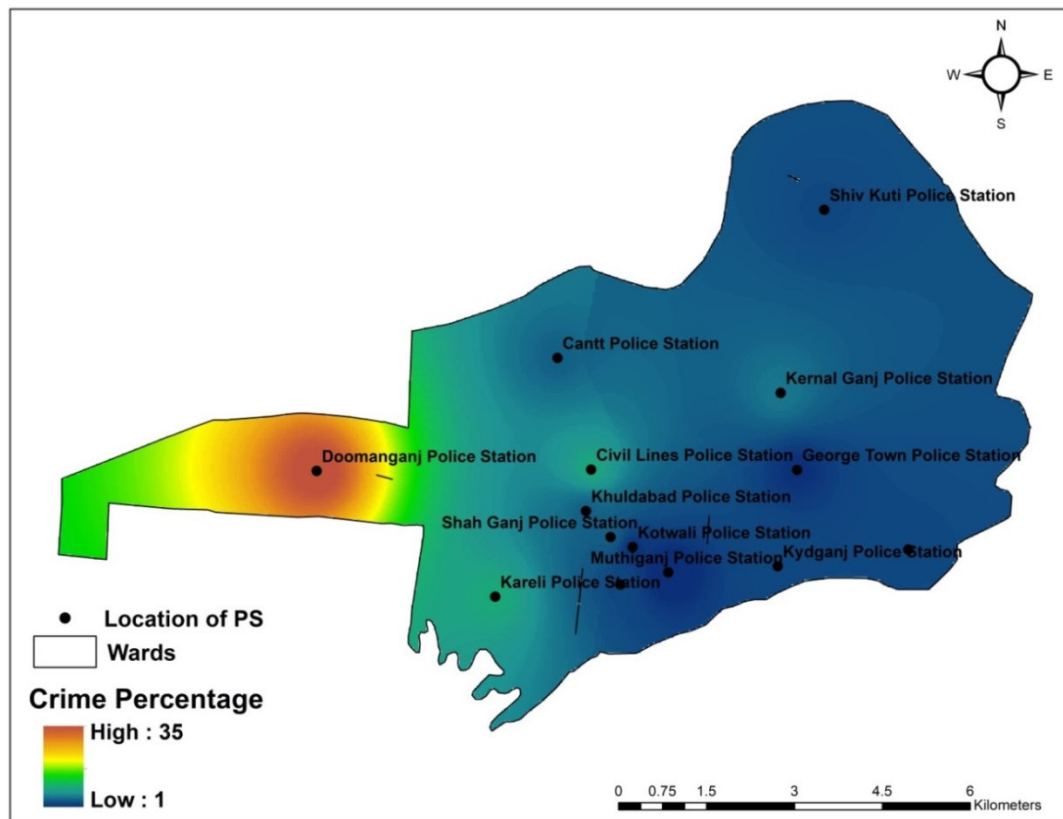 N
W E
S
Shiv Kuti Police Station
Cantt Police Station
Kernal Ganj Police Station
Doomanganj Police Station
Civil Lines Police Station
George Town Police Station
Khuldabad Police Station
Shah Ganj Police Station
Kotwali Police Station
Muthiganj Police Station
Kydganj Police Station
Kareli Police Station
Location of PS
Wards
Crime Percentage
High : 35
Low : 1
0 0.75 1.5 3 4.5 6
Kilometers